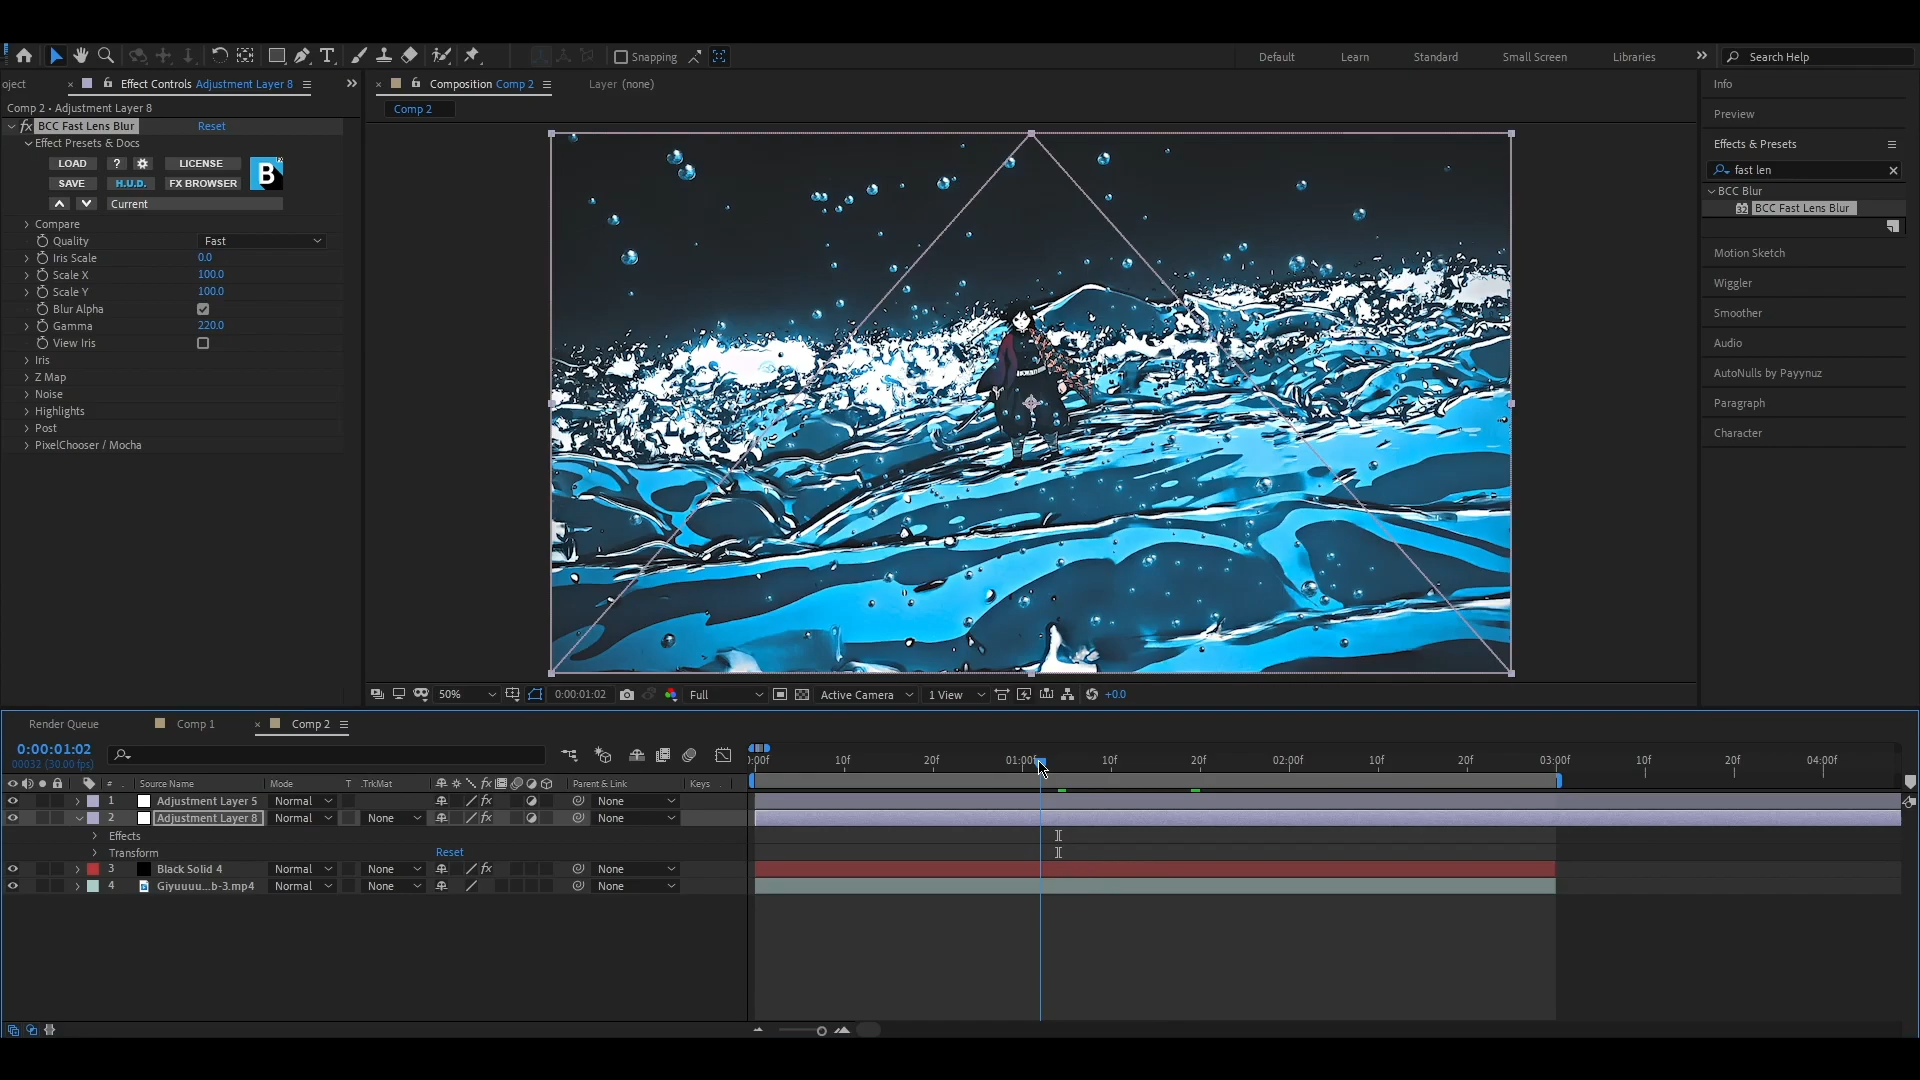 Snapping
Default
Learn
Standard
Small Screen
Libraries
Search Help
oject
Effect Controls Adjustment Layer 8
Composition Comp 2
Layer (none)
Info
Comp 2 • Adjustment Layer 8
Comp 2
Preview
fx BCC Fast Lens Blur Reset
Effect Presets & Docs
Effects & Presets
LOAD ? LICENSE
B
fast len
SAVE H.U.D. FX BROWSER
BCC Blur
Current
32 BCC Fast Lens Blur
Compare
Quality Fast
Iris Scale 0.0
Motion Sketch
Scale X 100.0
Wiggler
Scale Y 100.0
Blur Alpha
Smoother
Gamma 220.0
View Iris
Audio
Iris
Z Map
AutoNulls by Payynuz
Noise
Paragraph
Highlights
Post
Character
PixelChooser / Mocha
50% 0:00:01:02 Full Active Camera 1 View +0.0
Render Queue
Comp 1
Comp 2
0:00:01:02
00032 (30.00 fps)
0:00f 10f 20f 01:00f 10f 20f 02:00f 10f 20f 03:00f 10f 20f 04:00f
# Source Name Mode T .TrkMat fx Parent & Link Keys
1 Adjustment Layer 5 Normal fx None
2 Adjustment Layer 8 Normal None fx None
Effects
Transform Reset
3 Black Solid 4 Normal None fx None
4 Giyuuuu...b-3.mp4 Normal None None